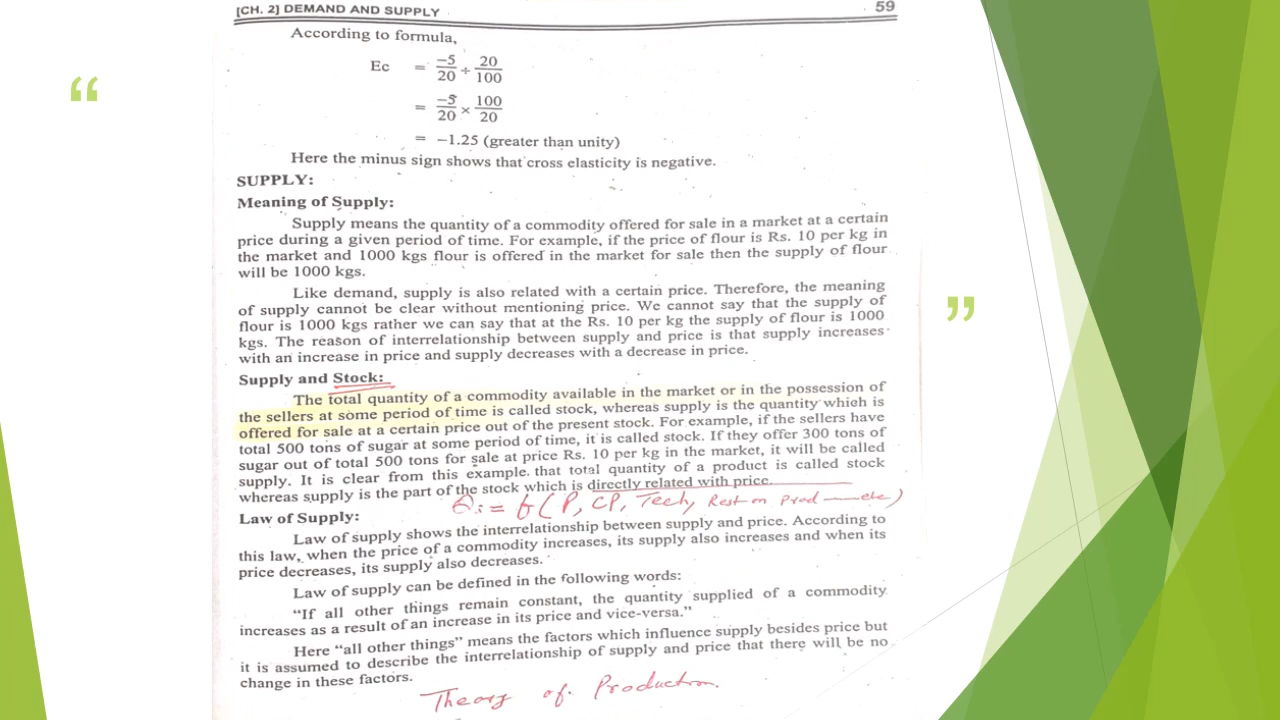 [CH. 2] DEMAND AND SUPPLY 59
According to formula,
Ec = −5/20 ÷ 20/100
= −5/20 × 100/20
= −1.25 (greater than unity)
Here the minus sign shows that cross elasticity is negative.
SUPPLY:
Meaning of Supply:
Supply means the quantity of a commodity offered for sale in a market at a certain
price during a given period of time. For example, if the price of flour is Rs. 10 per kg in
the market and 1000 kgs flour is offered in the market for sale then the supply of flour
will be 1000 kgs.
Like demand, supply is also related with a certain price. Therefore, the meaning
of supply cannot be clear without mentioning price. We cannot say that the supply of
flour is 1000 kgs rather we can say that at the Rs. 10 per kg the supply of flour is 1000
kgs. The reason of interrelationship between supply and price is that supply increases
with an increase in price and supply decreases with a decrease in price.
Supply and Stock:
The total quantity of a commodity available in the market or in the possession of
the sellers at some period of time is called stock, whereas supply is the quantity which is
offered for sale at a certain price out of the present stock. For example, if the sellers have
total 500 tons of sugar at some period of time, it is called stock. If they offer 300 tons of
sugar out of total 500 tons for sale at price Rs. 10 per kg in the market, it will be called
supply. It is clear from this example. that total quantity of a product is called stock
whereas supply is the part of the stock which is directly related with price.
= f (P, CP, Tech, Rest on Prod — etc)
Law of Supply:
Law of supply shows the interrelationship between supply and price. According to
this law, when the price of a commodity increases, its supply also increases and when its
price decreases, its supply also decreases.
Law of supply can be defined in the following words:
“If all other things remain constant, the quantity supplied of a commodity
increases as a result of an increase in its price and vice-versa.”
Here “all other things” means the factors which influence supply besides price but
it is assumed to describe the interrelationship of supply and price that there will be no
change in these factors.
Theory of Production